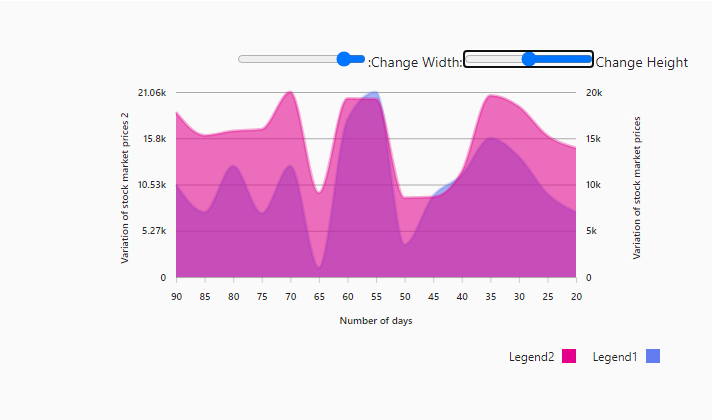 :Change Width:
Change Height
21.06k
15.8k
10.53k
5.27k
0
Variation of stock market prices 2
20k
15k
10k
5k
0
Variation of stock market prices
90 85 80 75 70 65 60 55 50 45 40 35 30 25 20
Number of days
Legend2 Legend1